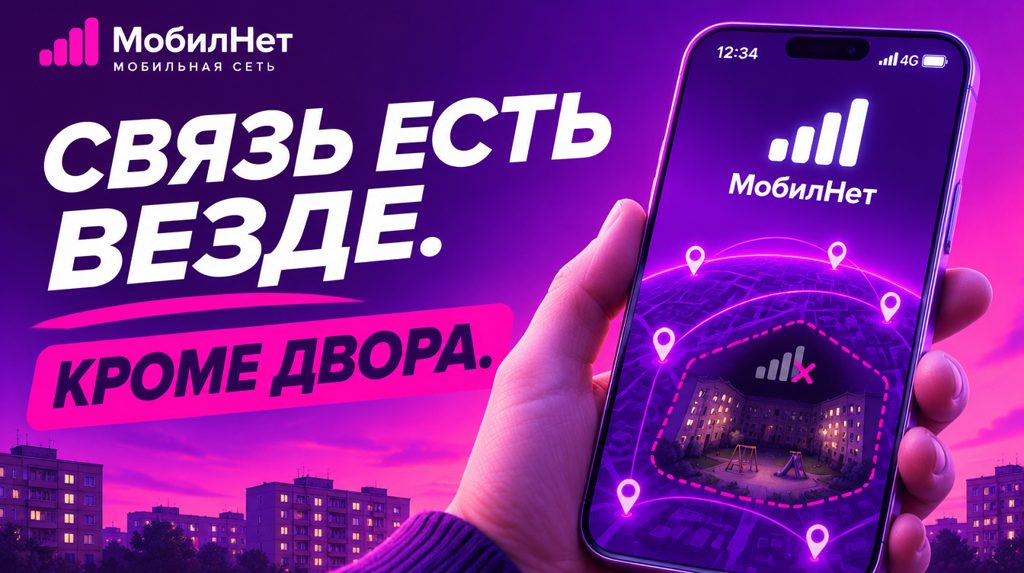 МобилНет
МОБИЛЬНАЯ СЕТЬ
СВЯЗЬ ЕСТЬ
ВЕЗДЕ.
КРОМЕ ДВОРА.
12:34
4G
МобилНет